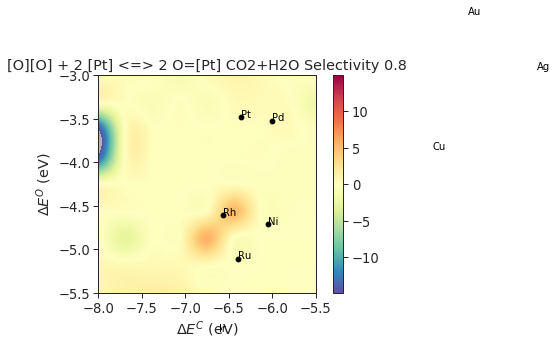 Au
[O][O] + 2 [Pt] <=> 2 O=[Pt] CO2+H2O Selectivity 0.8
Ag
−3.0
−3.5
−4.0
−4.5
−5.0
−5.5
ΔE^O (eV)
Pt
Pd
Rh
Ni
Ru
Cu
10
5
0
−5
−10
−8.0 −7.5 −7.0 −6.5 −6.0 −5.5
ΔE^C (eV)
Ir